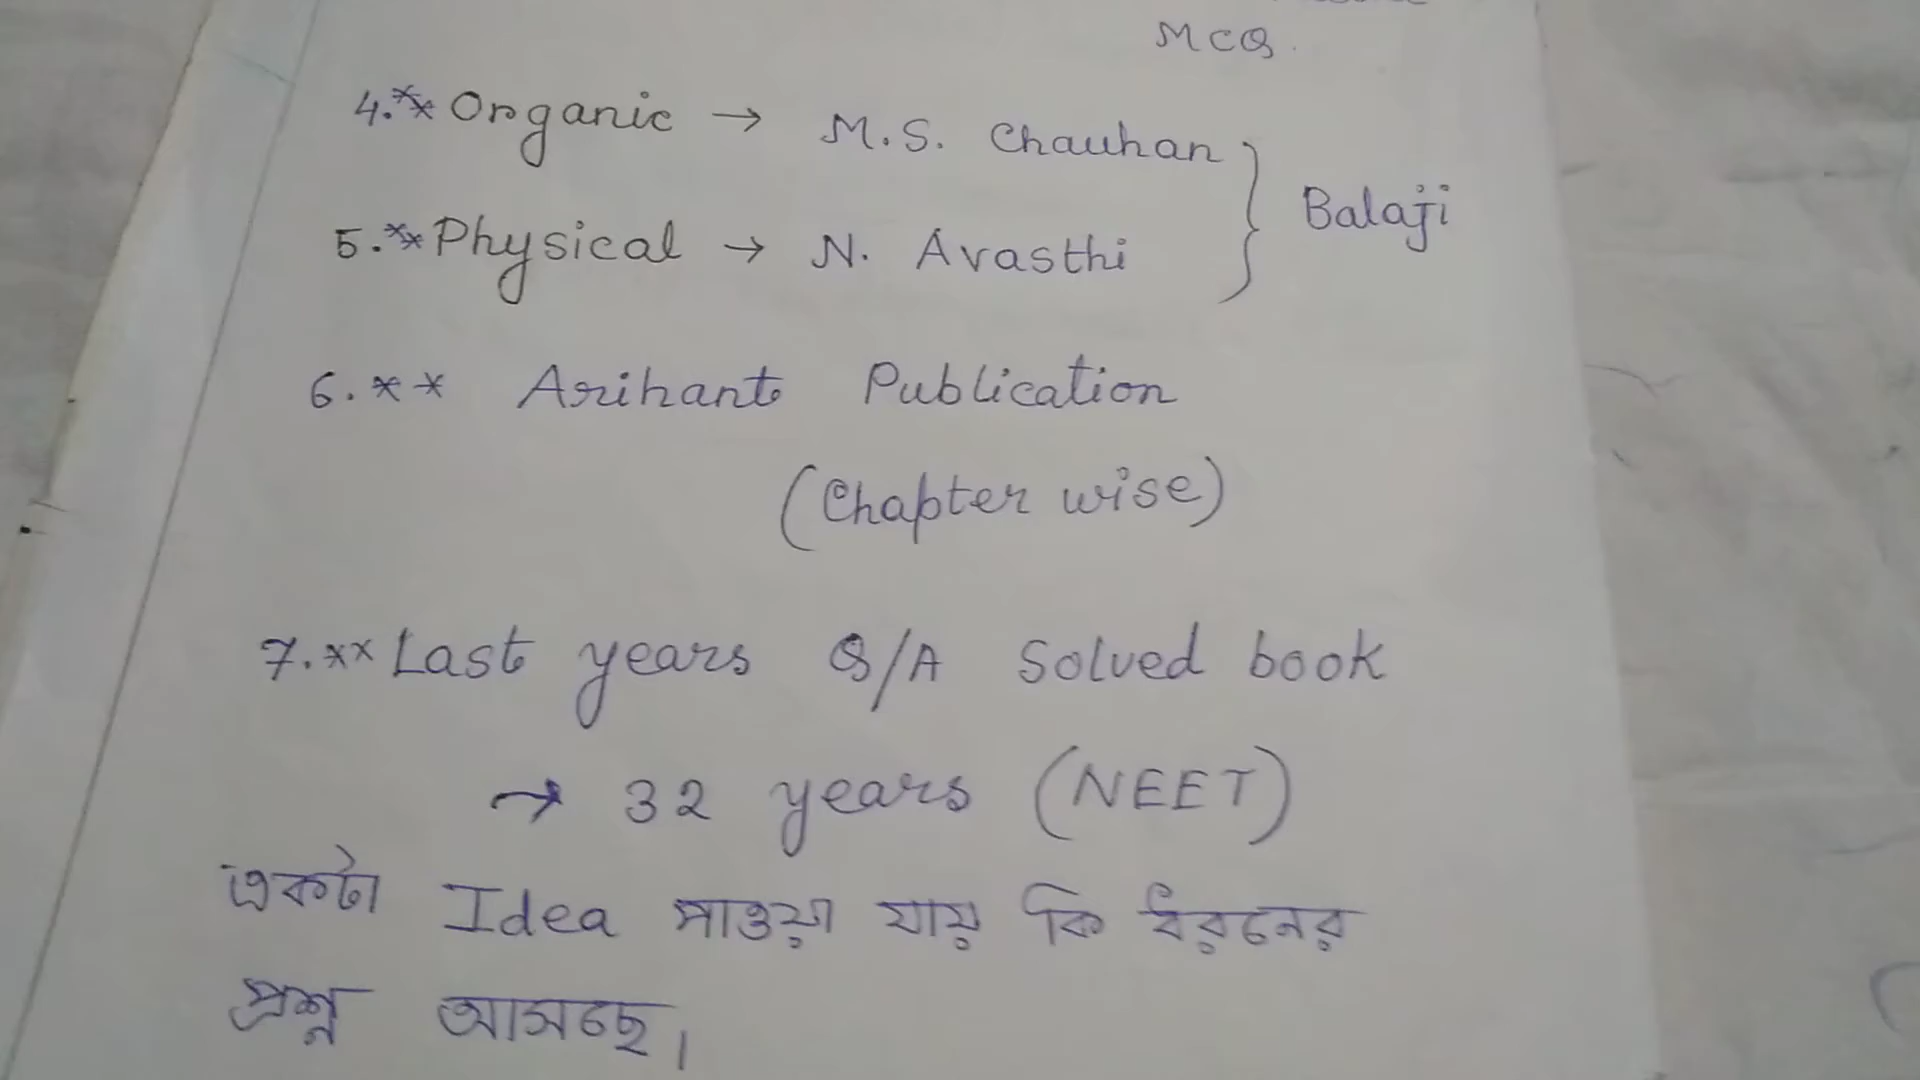 MCQ.
4.** Organic → M.S. Chauhan
5.** Physical → N. Avasthi
} Balaji
6.** Arihant Publication
(Chapter wise)
7.** Last years Q/A Solved book
→ 32 years (NEET)
একটা Idea পাওয়া যায় কি ধরনের
প্রশ্ন আসছে।